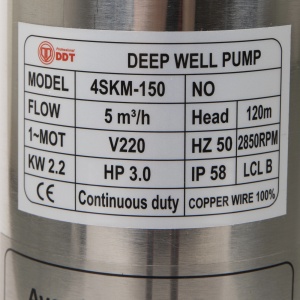 Professional
DDT
DEEP WELL PUMP
MODEL 4SKM-150 NO
FLOW 5 m³/h Head 120m
1~MOT V220 HZ 50 2850RPM
KW 2.2 HP 3.0 IP 58 LCL B
CE Continuous duty COPPER WIRE 100%